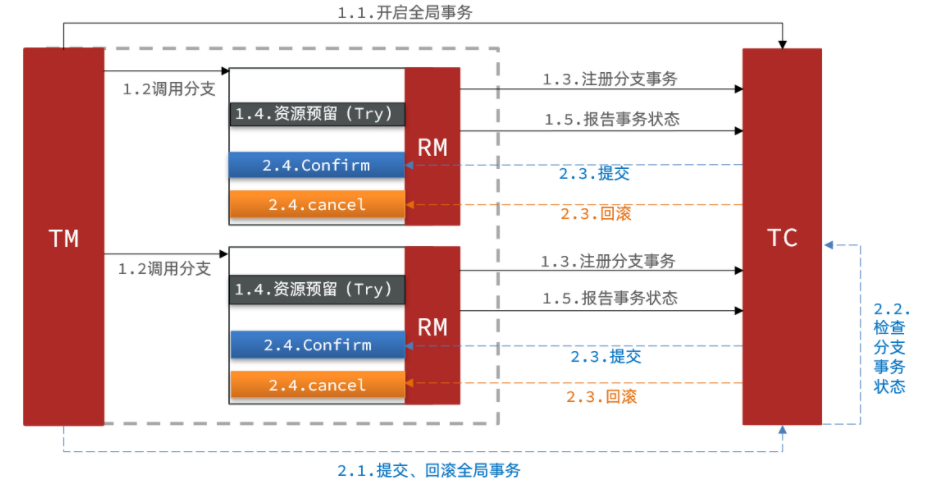 1.1.开启全局事务
TM
1.2调用分支
1.4.资源预留（Try）
2.4.Confirm
2.4.cancel
RM
1.3.注册分支事务
1.5.报告事务状态
2.3.提交
2.3.回滚
1.2调用分支
1.4.资源预留（Try）
2.4.Confirm
2.4.cancel
RM
1.3.注册分支事务
1.5.报告事务状态
2.3.提交
2.3.回滚
TC
2.2.
检查
分支
事务
状态
2.1.提交、回滚全局事务